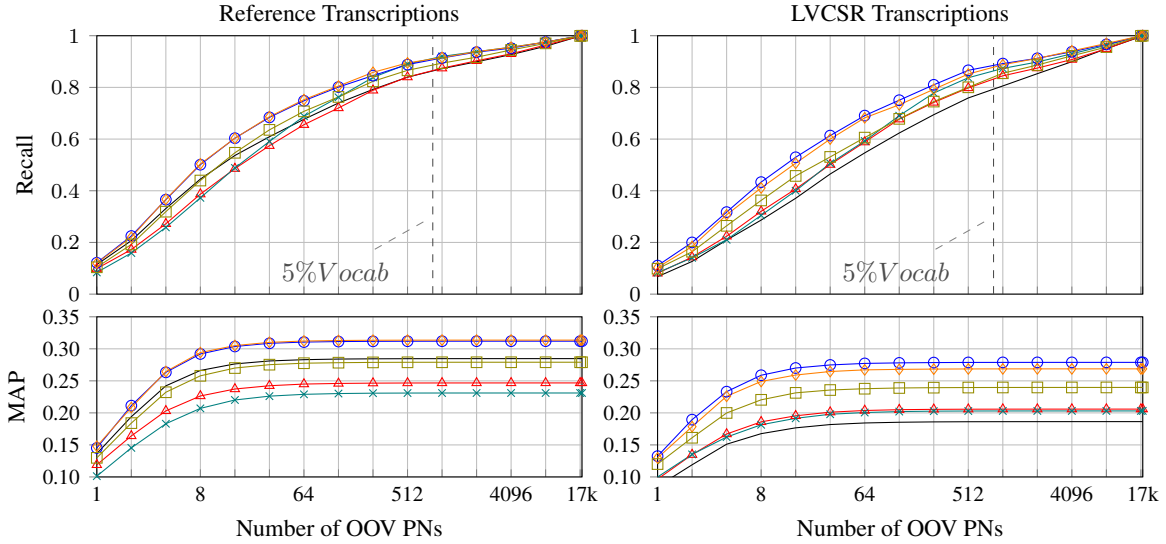 Reference Transcriptions
LVCSR Transcriptions
Recall
1
0.8
0.6
0.4
0.2
0
5%Vocab
1
0.8
0.6
0.4
0.2
0
5%Vocab
MAP
0.35
0.30
0.25
0.20
0.15
0.10
1 8 64 512 4096 17k
Number of OOV PNs
0.35
0.30
0.25
0.20
0.15
0.10
1 8 64 512 4096 17k
Number of OOV PNs